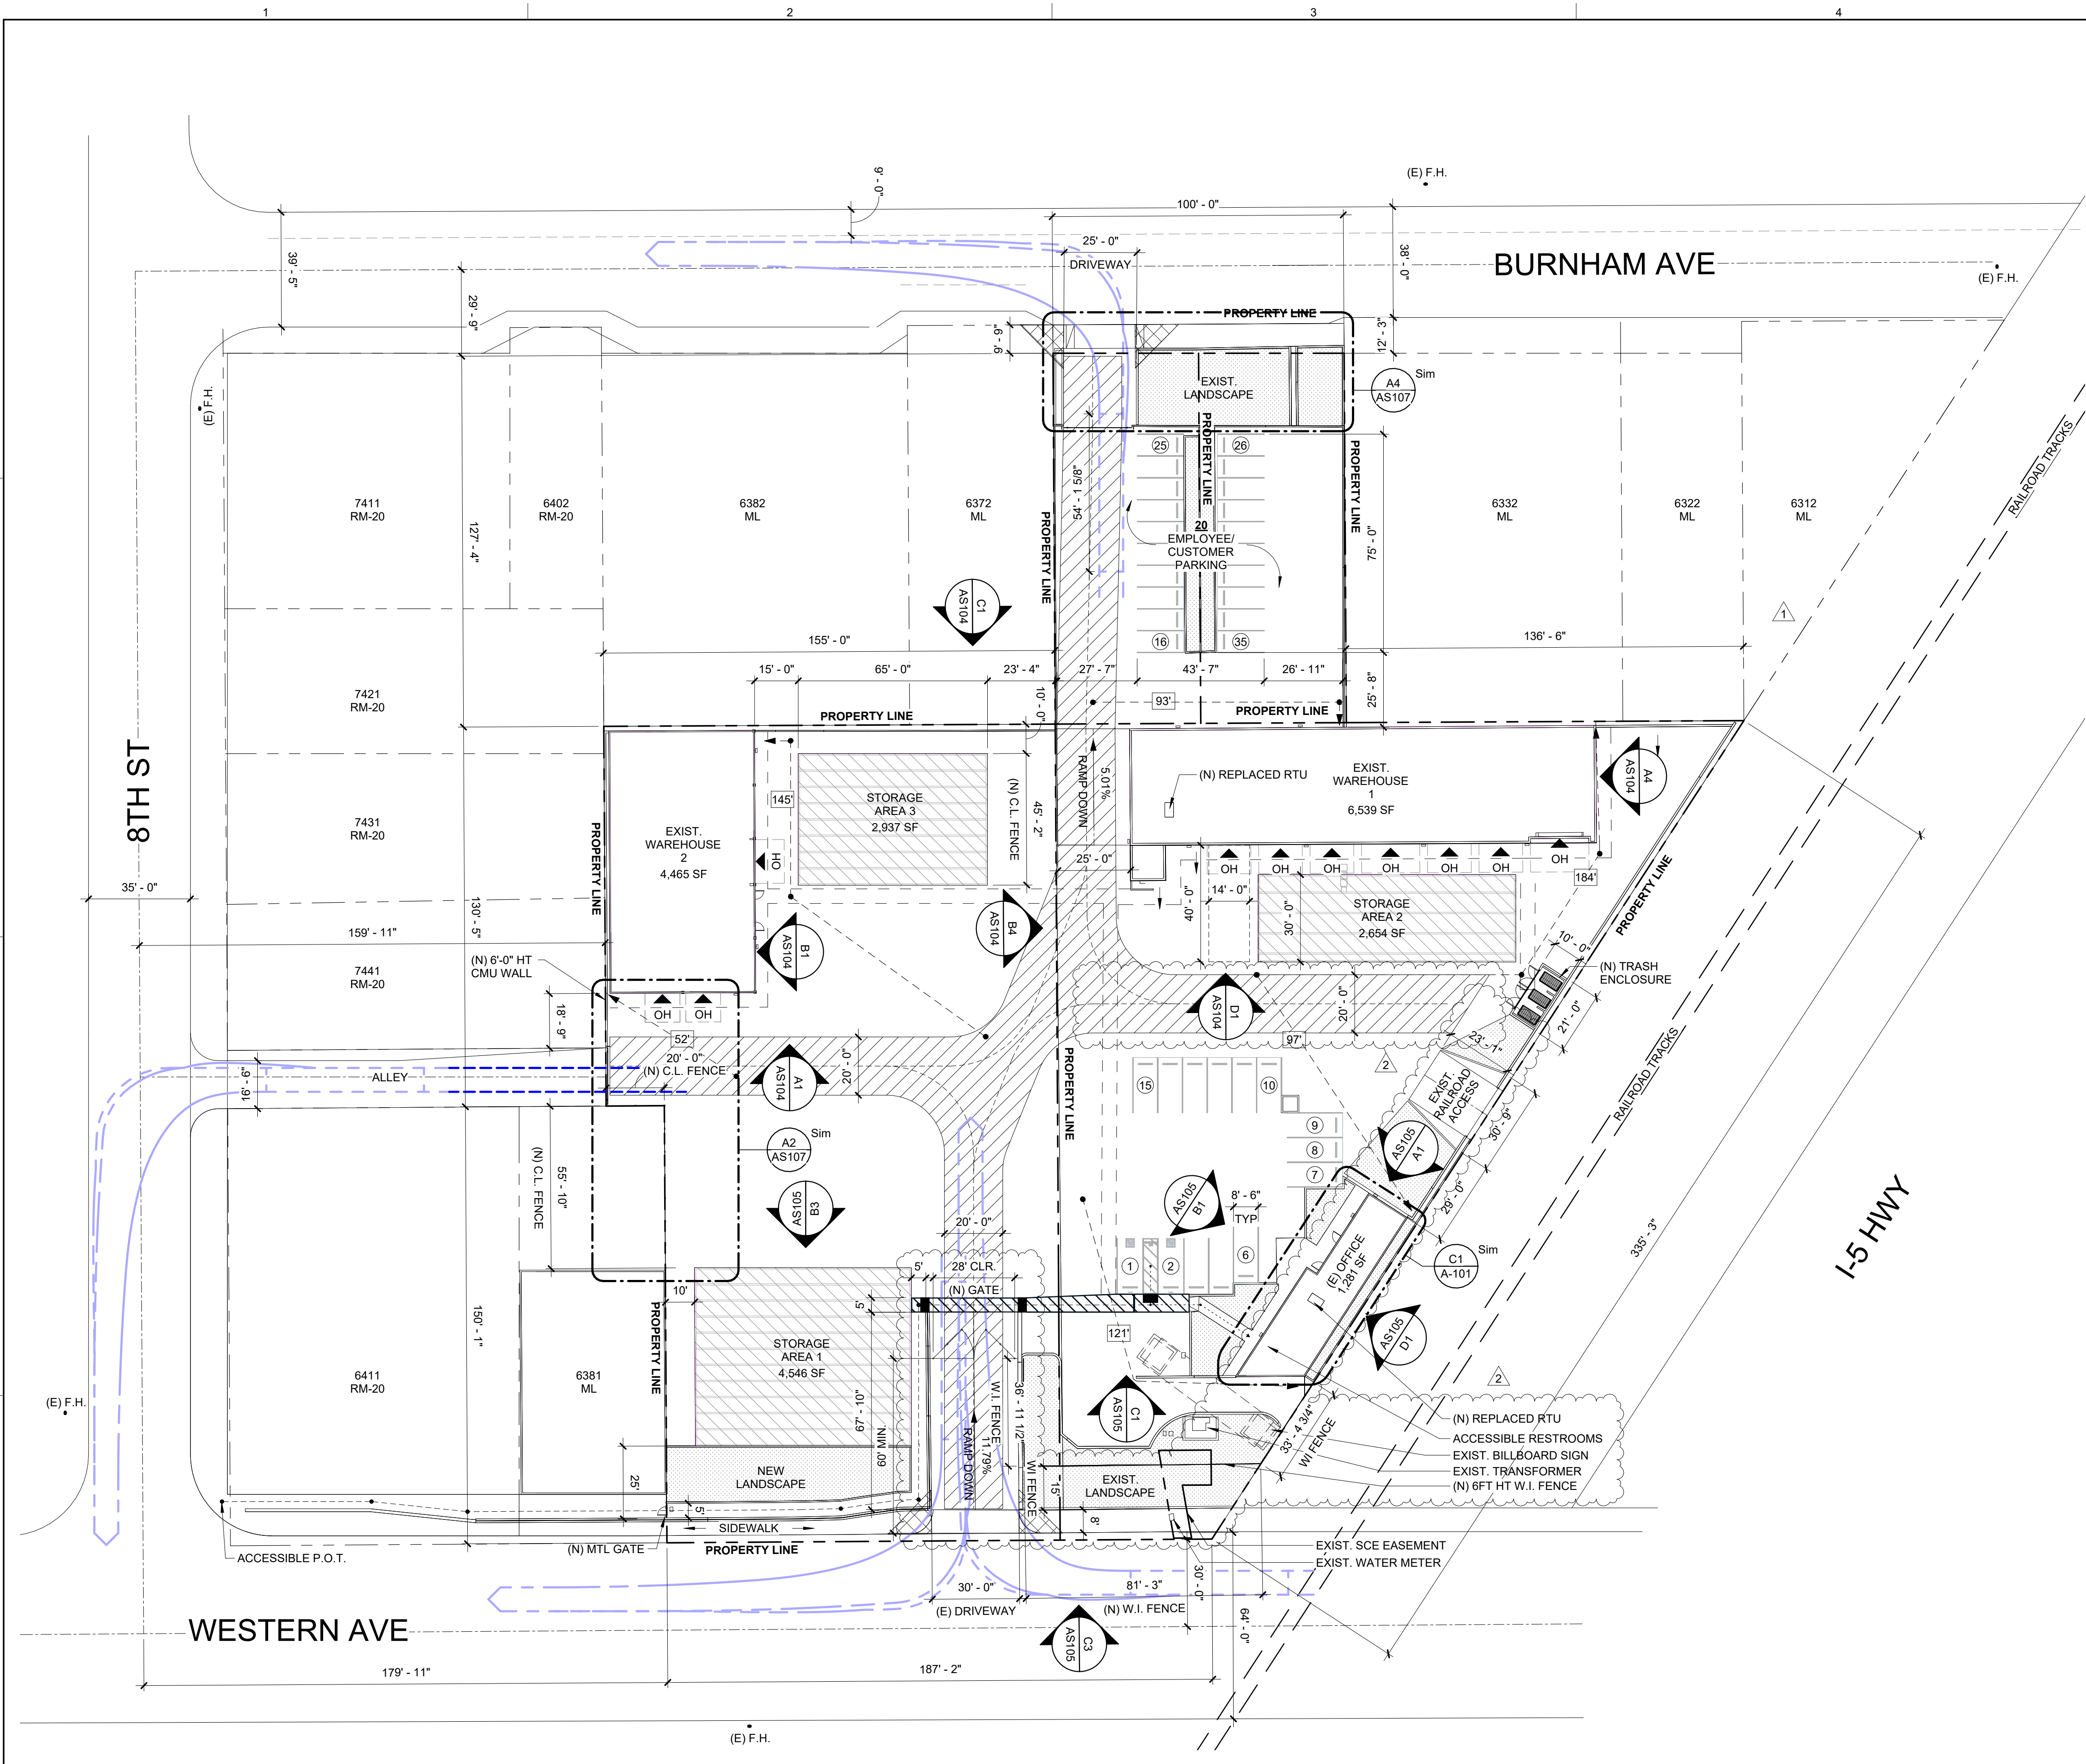 1
2
3
4
(E) F.H.
9' - 0"
100' - 0"
25' - 0"
DRIVEWAY
39' - 5"
29' - 9"
38' - 0"
BURNHAM AVE
(E) F.H.
PROPERTY LINE
9' - 9"
12' - 3"
EXIST.
LANDSCAPE
A4
AS107
Sim
(E) F.H.
25
26
PROPERTY LINE
PROPERTY LINE
54' - 1 5/8"
75' - 0"
RAILROAD TRACKS
7411
RM-20
6402
RM-20
6382
ML
6372
ML
6332
ML
6322
ML
6312
ML
127' - 4"
PROPERTY LINE
20
EMPLOYEE/
CUSTOMER
PARKING
C1
AS104
1
155' - 0"
16
35
136' - 6"
15' - 0"
65' - 0"
23' - 4"
27' - 7"
43' - 7"
26' - 11"
25' - 8"
7421
RM-20
10' - 0"
93'
PROPERTY LINE
PROPERTY LINE
8TH ST
145'
STORAGE
AREA 3
2,937 SF
(N) C.L. FENCE
45' - 2"
RAMP DOWN
5.01%
(N) REPLACED RTU
EXIST.
WAREHOUSE
1
6,539 SF
A4
AS104
7431
RM-20
PROPERTY LINE
EXIST.
WAREHOUSE
2
4,465 SF
OH
25' - 0"
OH
OH
OH
OH
OH
OH
OH
184'
35' - 0"
130' - 5"
14' - 0"
40' - 0"
30' - 0"
STORAGE
AREA 2
2,654 SF
PROPERTY LINE
159' - 11"
B4
AS104
B1
AS104
10' - 0"
7441
RM-20
(N) 6'-0" HT
CMU WALL
(N) TRASH
ENCLOSURE
18' - 9"
OH
OH
D1
AS104
20' - 0"
21' - 0"
52'
97'
23' - 1"
20' - 0"
(N) C.L. FENCE
20' - 0"
2
ALLEY
16' - 9"
A1
AS104
PROPERTY LINE
15
10
EXIST.
RAILROAD
ACCESS
RAILROAD TRACKS
30' - 9"
9
8
7
A2
AS107
Sim
AS105
A1
(N) C.L. FENCE
55' - 10"
B3
AS105
AS105
B1
8' - 6"
TYP
29' - 0"
I-5 HWY
20' - 0"
335' - 3"
5'
28' CLR.
(N) GATE
1
2
6
(E) OFFICE
1,281 SF
C1
A-101
Sim
10'
5'
PROPERTY LINE
150' - 1"
STORAGE
AREA 1
4,546 SF
121'
AS105
D1
6411
RM-20
6381
ML
67' - 10"
60' MIN.
W.I. FENCE
36' - 11 1/2"
2
(E) F.H.
C1
AS105
33' - 4 3/4"
WI FENCE
(N) REPLACED RTU
ACCESSIBLE RESTROOMS
EXIST. BILLBOARD SIGN
EXIST. TRANSFORMER
(N) 6FT HT W.I. FENCE
RAMP DOWN
11.79%
NEW
LANDSCAPE
25'
WI FENCE
15'
EXIST.
LANDSCAPE
5'
8'
SIDEWALK
(N) MTL GATE
PROPERTY LINE
EXIST. SCE EASEMENT
EXIST. WATER METER
ACCESSIBLE P.O.T.
30' - 0"
(E) DRIVEWAY
81' - 3"
(N) W.I. FENCE
30' - 0"
64' - 0"
WESTERN AVE
C3
AS105
179' - 11"
187' - 2"
(E) F.H.